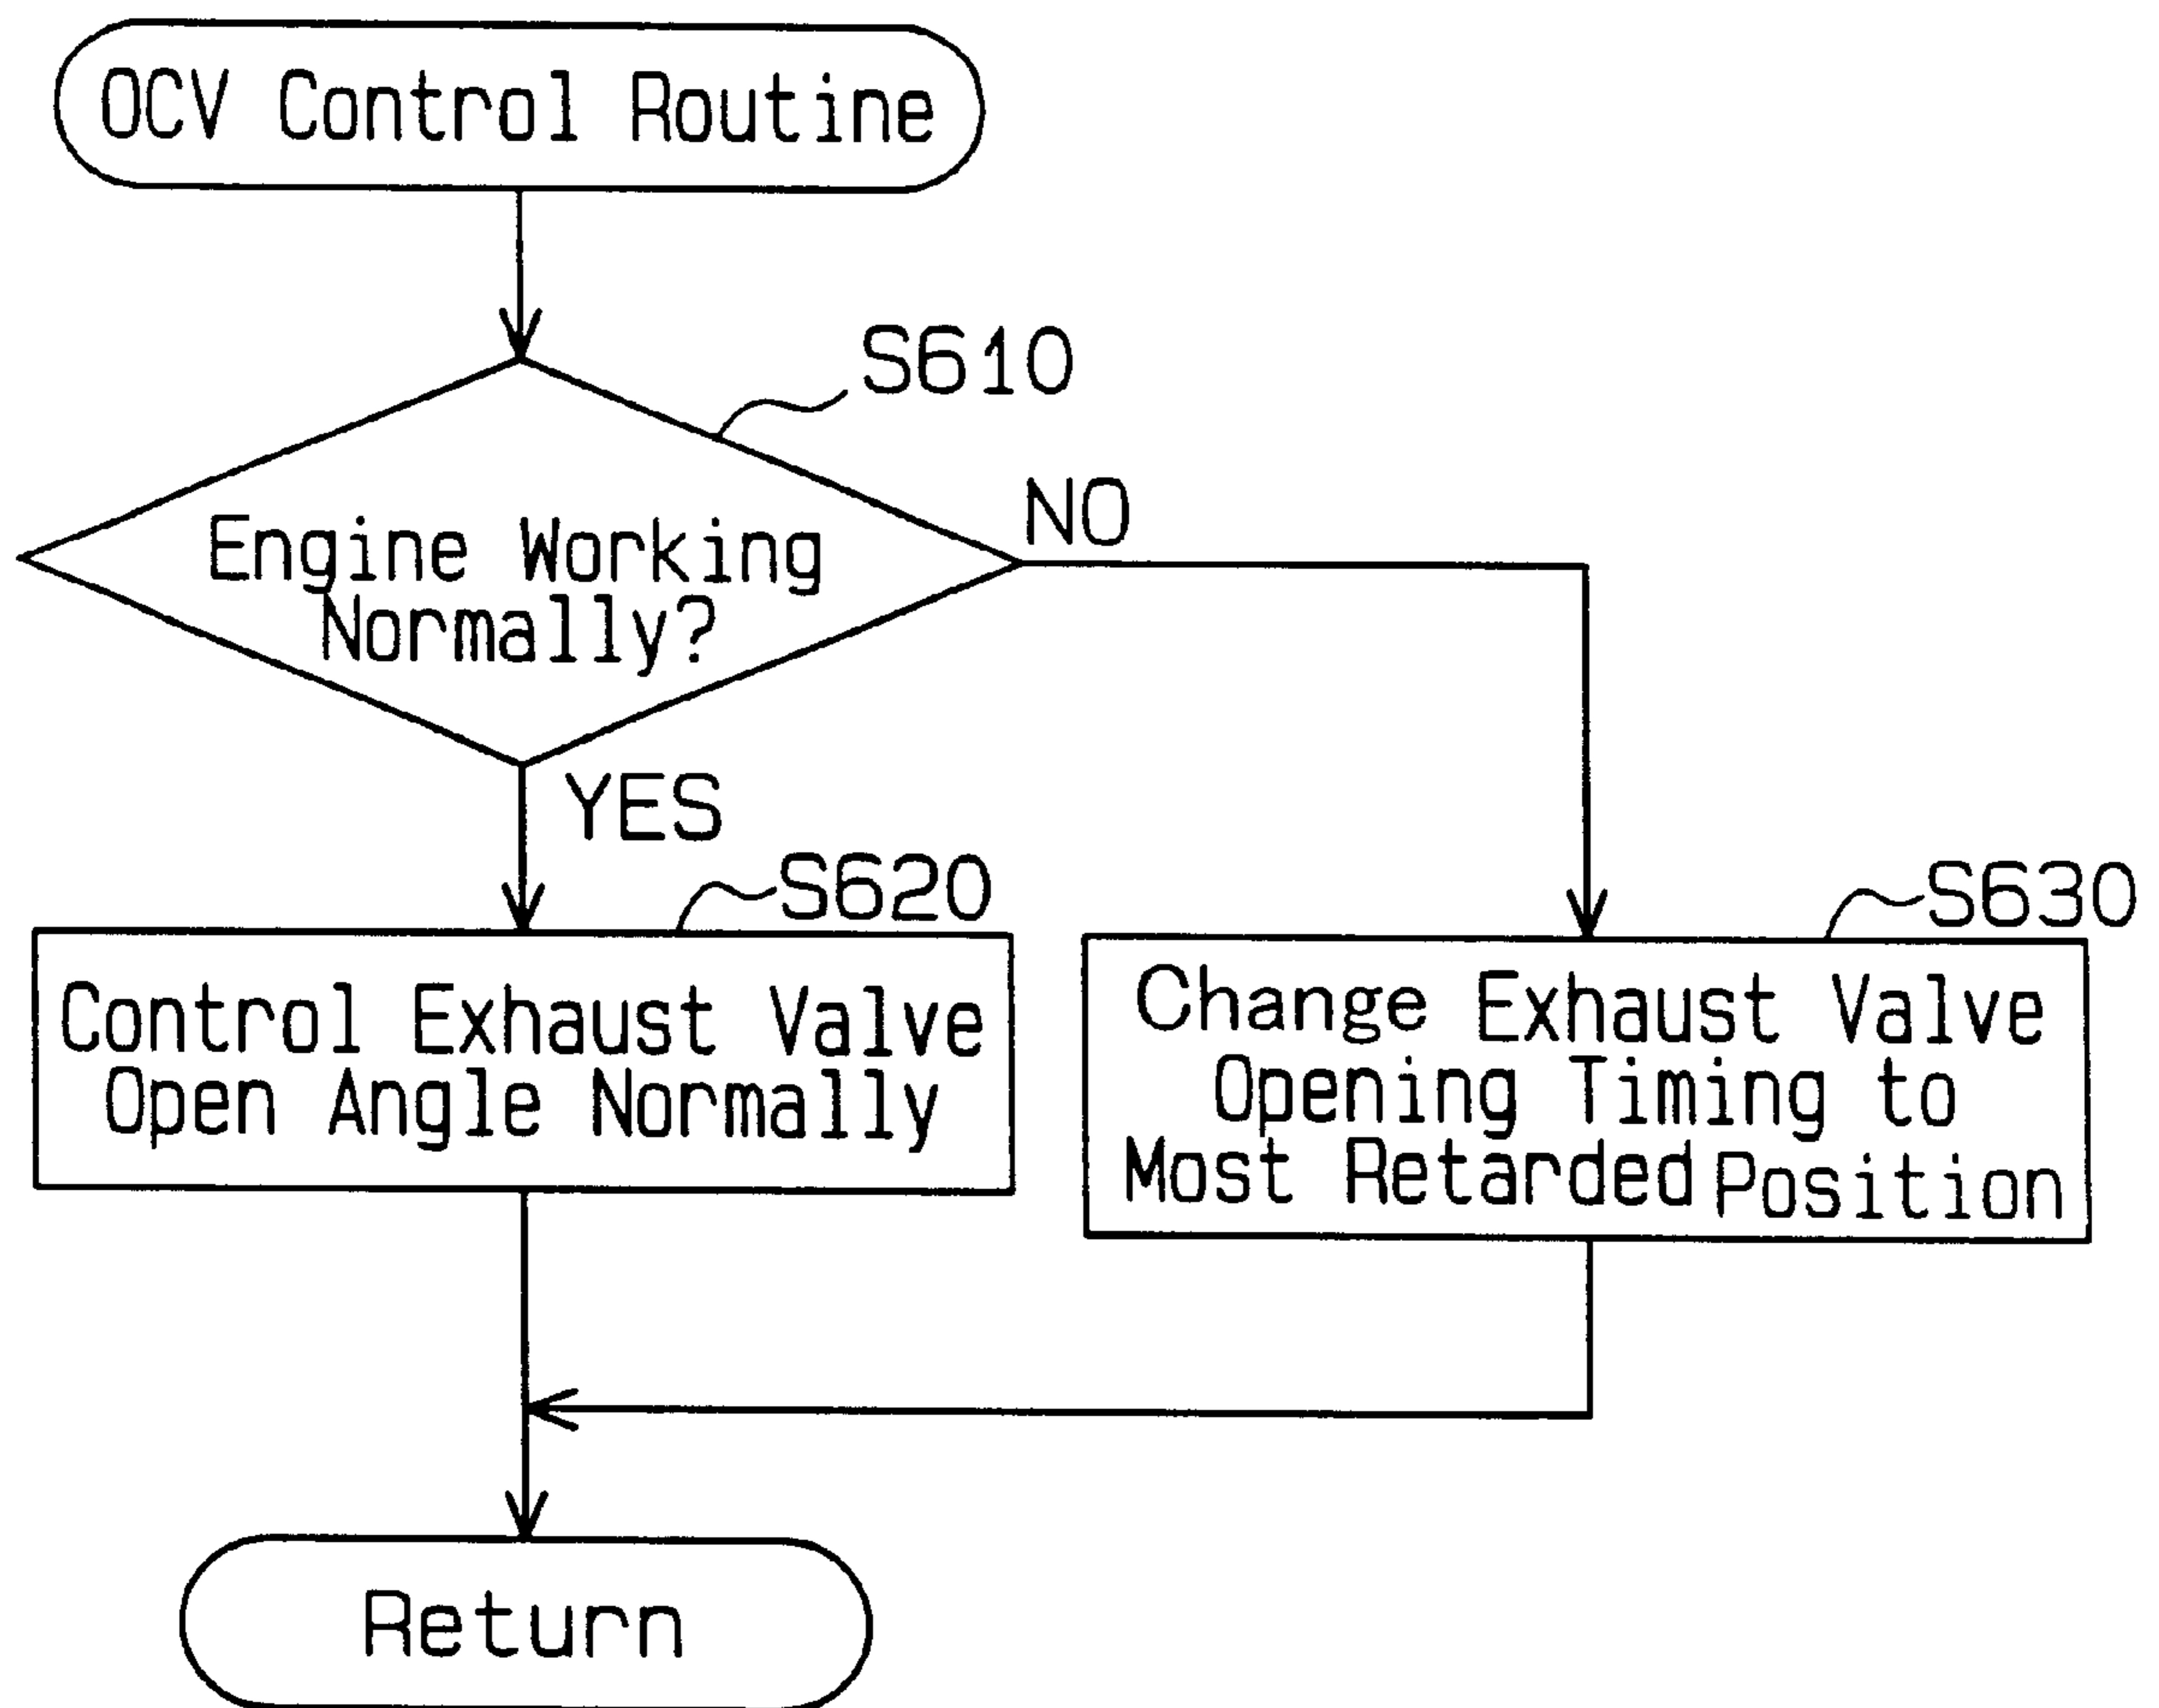 OCV Control Routine
S610
Engine Working
Normally?
NO
YES
S620
Control Exhaust Valve
Open Angle Normally
S630
Change Exhaust Valve
Opening Timing to
Most Retarded Position
Return